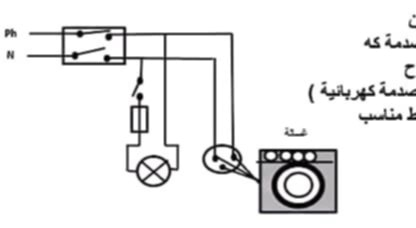 Ph
N
ن
صدمة كه
ح
صدمة كهربائية )
ط مناسب
غسالة